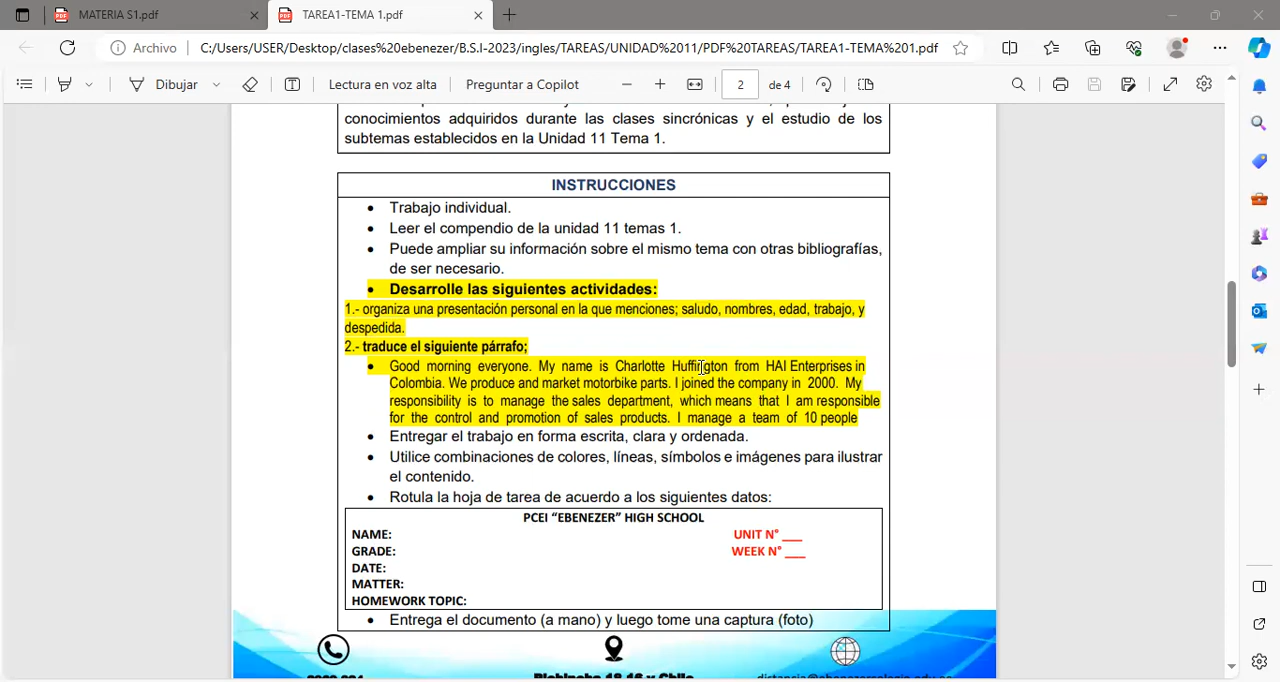 MATERIA S1.pdf
TAREA1-TEMA 1.pdf
Archivo
C:/Users/USER/Desktop/clases%20ebenezer/B.S.I-2023/ingles/TAREAS/UNIDAD%2011/PDF%20TAREAS/TAREA1-TEMA%201.pdf
Dibujar
Lectura en voz alta
Preguntar a Copilot
2
de 4
conocimientos adquiridos durante las clases sincrónicas y el estudio de los
subtemas establecidos en la Unidad 11 Tema 1.
INSTRUCCIONES
• Trabajo individual.
• Leer el compendio de la unidad 11 temas 1.
• Puede ampliar su información sobre el mismo tema con otras bibliografías,
de ser necesario.
• Desarrolle las siguientes actividades:
1.- organiza una presentación personal en la que menciones; saludo, nombres, edad, trabajo, y
despedida.
2.- traduce el siguiente párrafo;
• Good morning everyone. My name is Charlotte Huffington from HAI Enterprises in
Colombia. We produce and market motorbike parts. I joined the company in 2000. My
responsibility is to manage the sales department, which means that I am responsible
for the control and promotion of sales products. I manage a team of 10 people
• Entregar el trabajo en forma escrita, clara y ordenada.
• Utilice combinaciones de colores, líneas, símbolos e imágenes para ilustrar
el contenido.
• Rotula la hoja de tarea de acuerdo a los siguientes datos:
PCEI “EBENEZER” HIGH SCHOOL
NAME:
UNIT N° ___
GRADE:
WEEK N° ___
DATE:
MATTER:
HOMEWORK TOPIC:
• Entrega el documento (a mano) y luego tome una captura (foto)